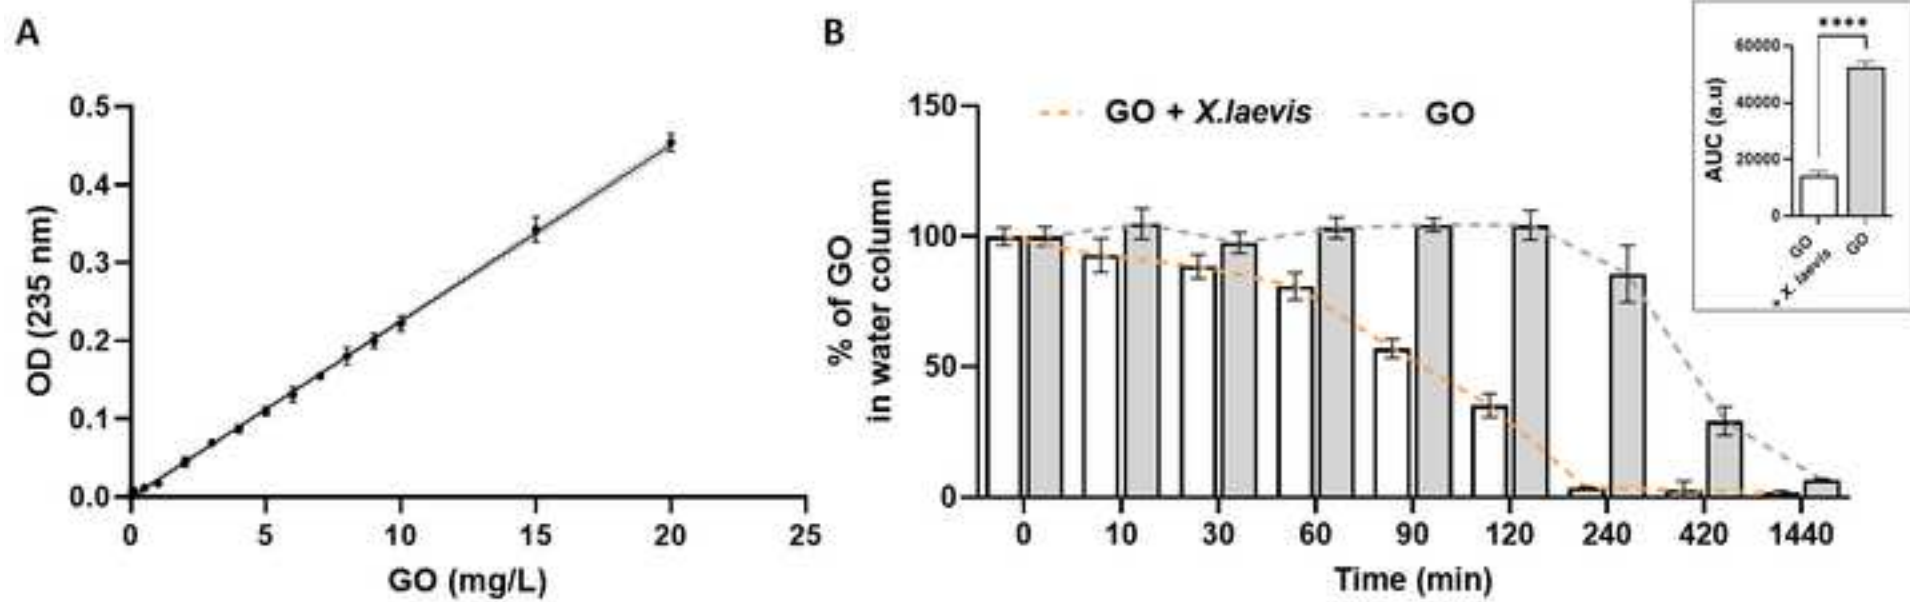 A
0.5
0.4
0.3
0.2
0.1
0.0
OD (235 nm)
0 5 10 15 20 25
GO (mg/L)
B
GO + X.laevis GO
150
100
50
0
% of GO
in water column
0 10 30 60 90 120 240 420 1440
Time (min)
****
60000
40000
20000
0
AUC (a.u)
GO
+ X. laevis
GO